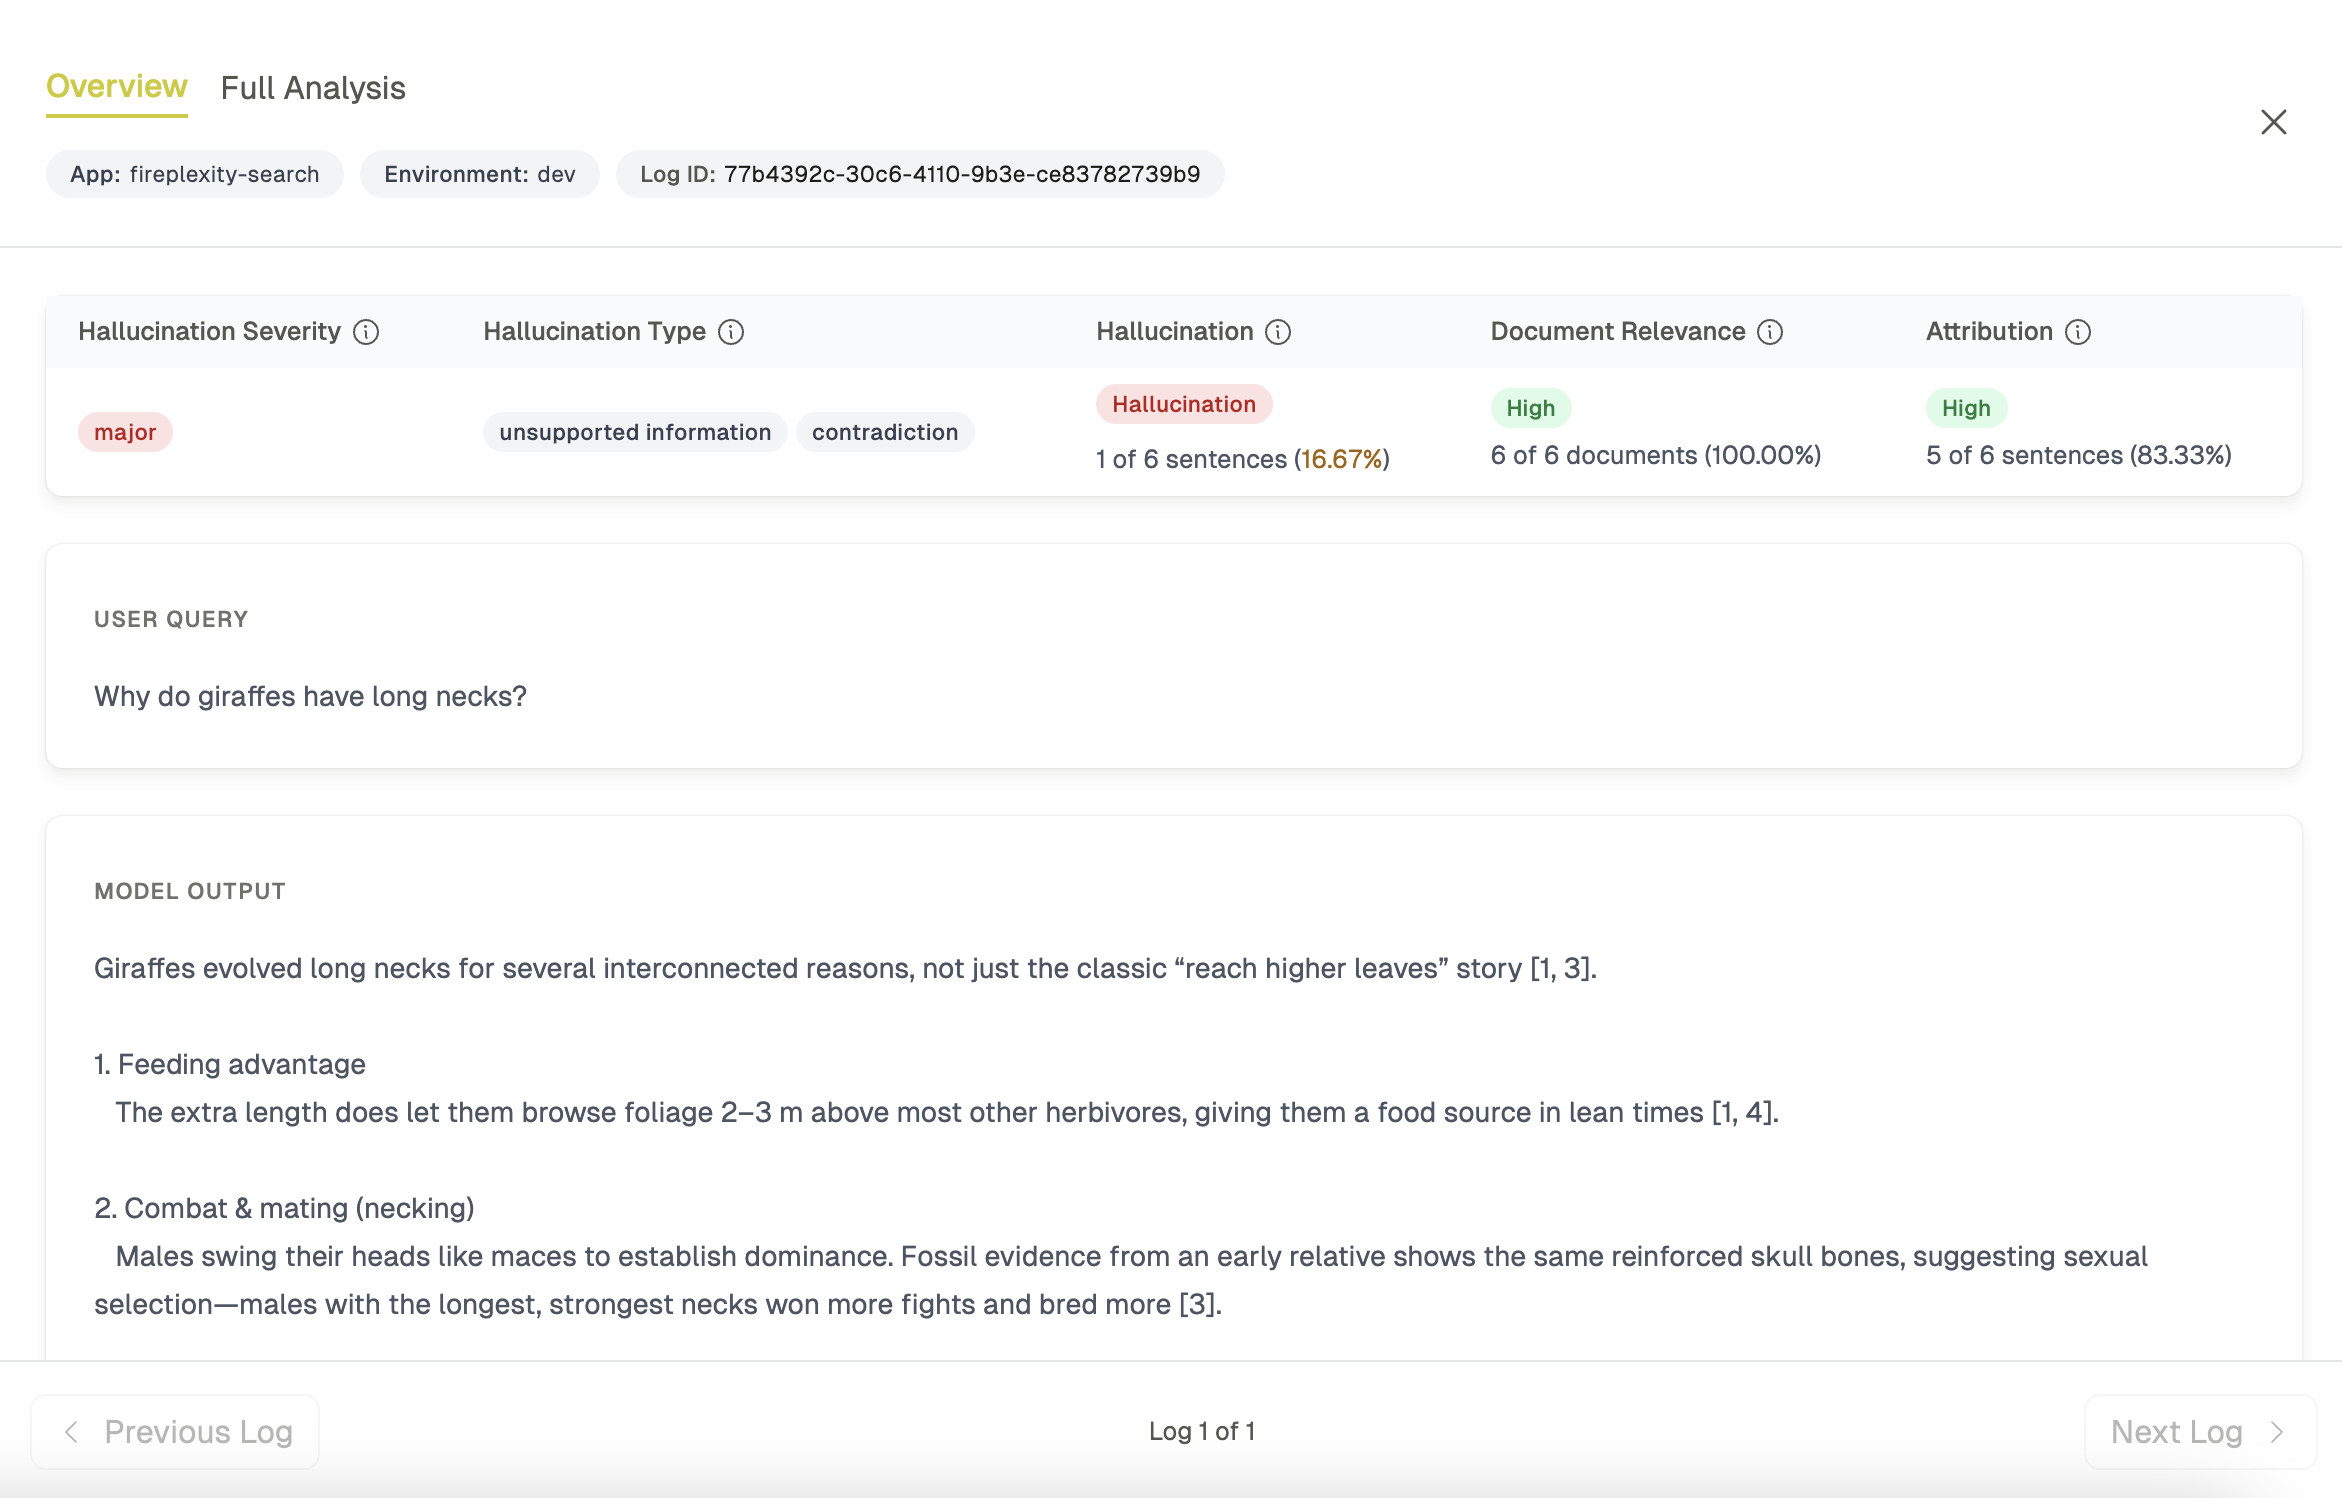 Overview Full Analysis
App: fireplexity-search Environment: dev Log ID: 77b4392c-30c6-4110-9b3e-ce83782739b9
Hallucination Severity Hallucination Type Hallucination Document Relevance Attribution
major unsupported information contradiction Hallucination High High
1 of 6 sentences (16.67%) 6 of 6 documents (100.00%) 5 of 6 sentences (83.33%)
USER QUERY
Why do giraffes have long necks?
MODEL OUTPUT
Giraffes evolved long necks for several interconnected reasons, not just the classic “reach higher leaves” story [1, 3].
1. Feeding advantage
The extra length does let them browse foliage 2–3 m above most other herbivores, giving them a food source in lean times [1, 4].
2. Combat & mating (necking)
Males swing their heads like maces to establish dominance. Fossil evidence from an early relative shows the same reinforced skull bones, suggesting sexual
selection—males with the longest, strongest necks won more fights and bred more [3].
Previous Log Log 1 of 1 Next Log